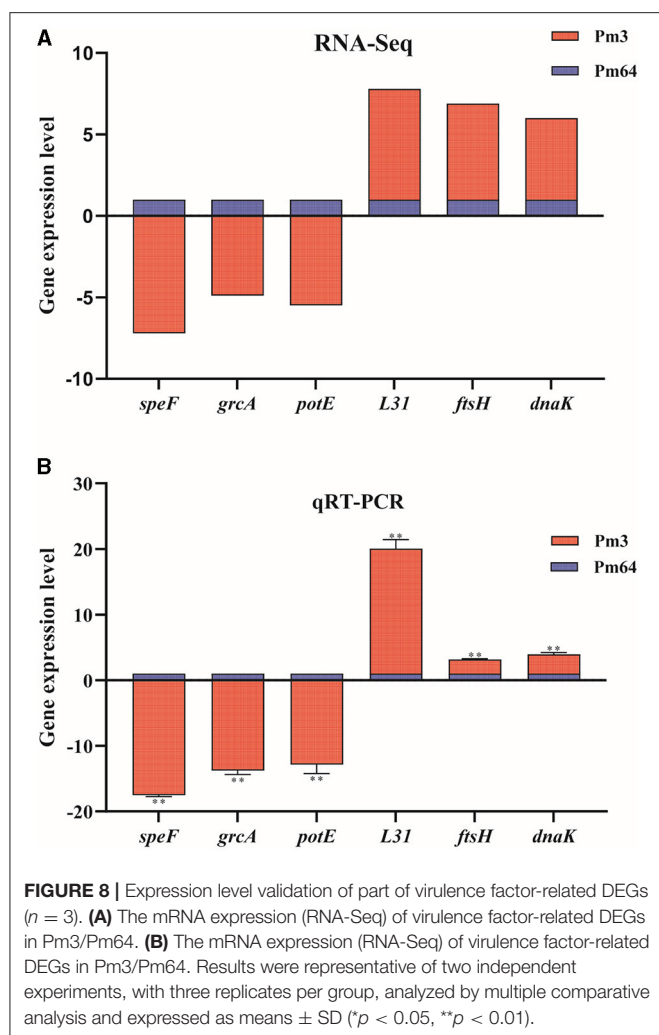 A
RNA-Seq
Pm3
Pm64
Gene expression level
10
5
0
-5
-10
speF grcA potE L31 ftsH dnaK
B
qRT-PCR
Pm3
Pm64
Gene expression level
30
20
10
0
-10
-20
** ** ** ** ** **
speF grcA potE L31 ftsH dnaK
FIGURE 8 | Expression level validation of part of virulence factor-related DEGs
(n = 3). (A) The mRNA expression (RNA-Seq) of virulence factor-related DEGs
in Pm3/Pm64. (B) The mRNA expression (RNA-Seq) of virulence factor-related
DEGs in Pm3/Pm64. Results were representative of two independent
experiments, with three replicates per group, analyzed by multiple comparative
analysis and expressed as means ± SD (*p < 0.05, **p < 0.01).